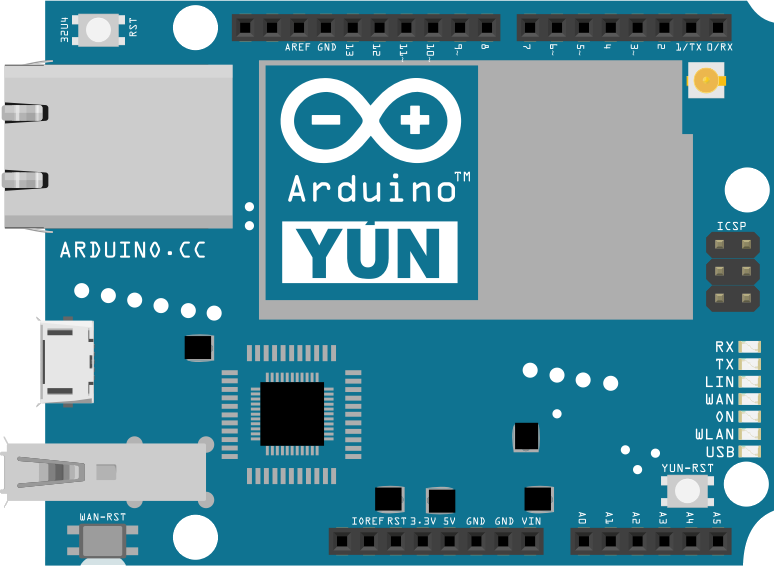 32U4
RST
AREF GND 13 12 11~ 10~ 9~ 8
7 6~ 5~ 4 3~ 2 1/TX 0/RX
Arduino™
YÚN
ARDUINO.CC
ICSP
RX
TX
LIN
WAN
ON
WLAN
USB
YUN-RST
WAN-RST
IOREF RST 3.3V 5V GND GND VIN
A0 A1 A2 A3 A4 A5